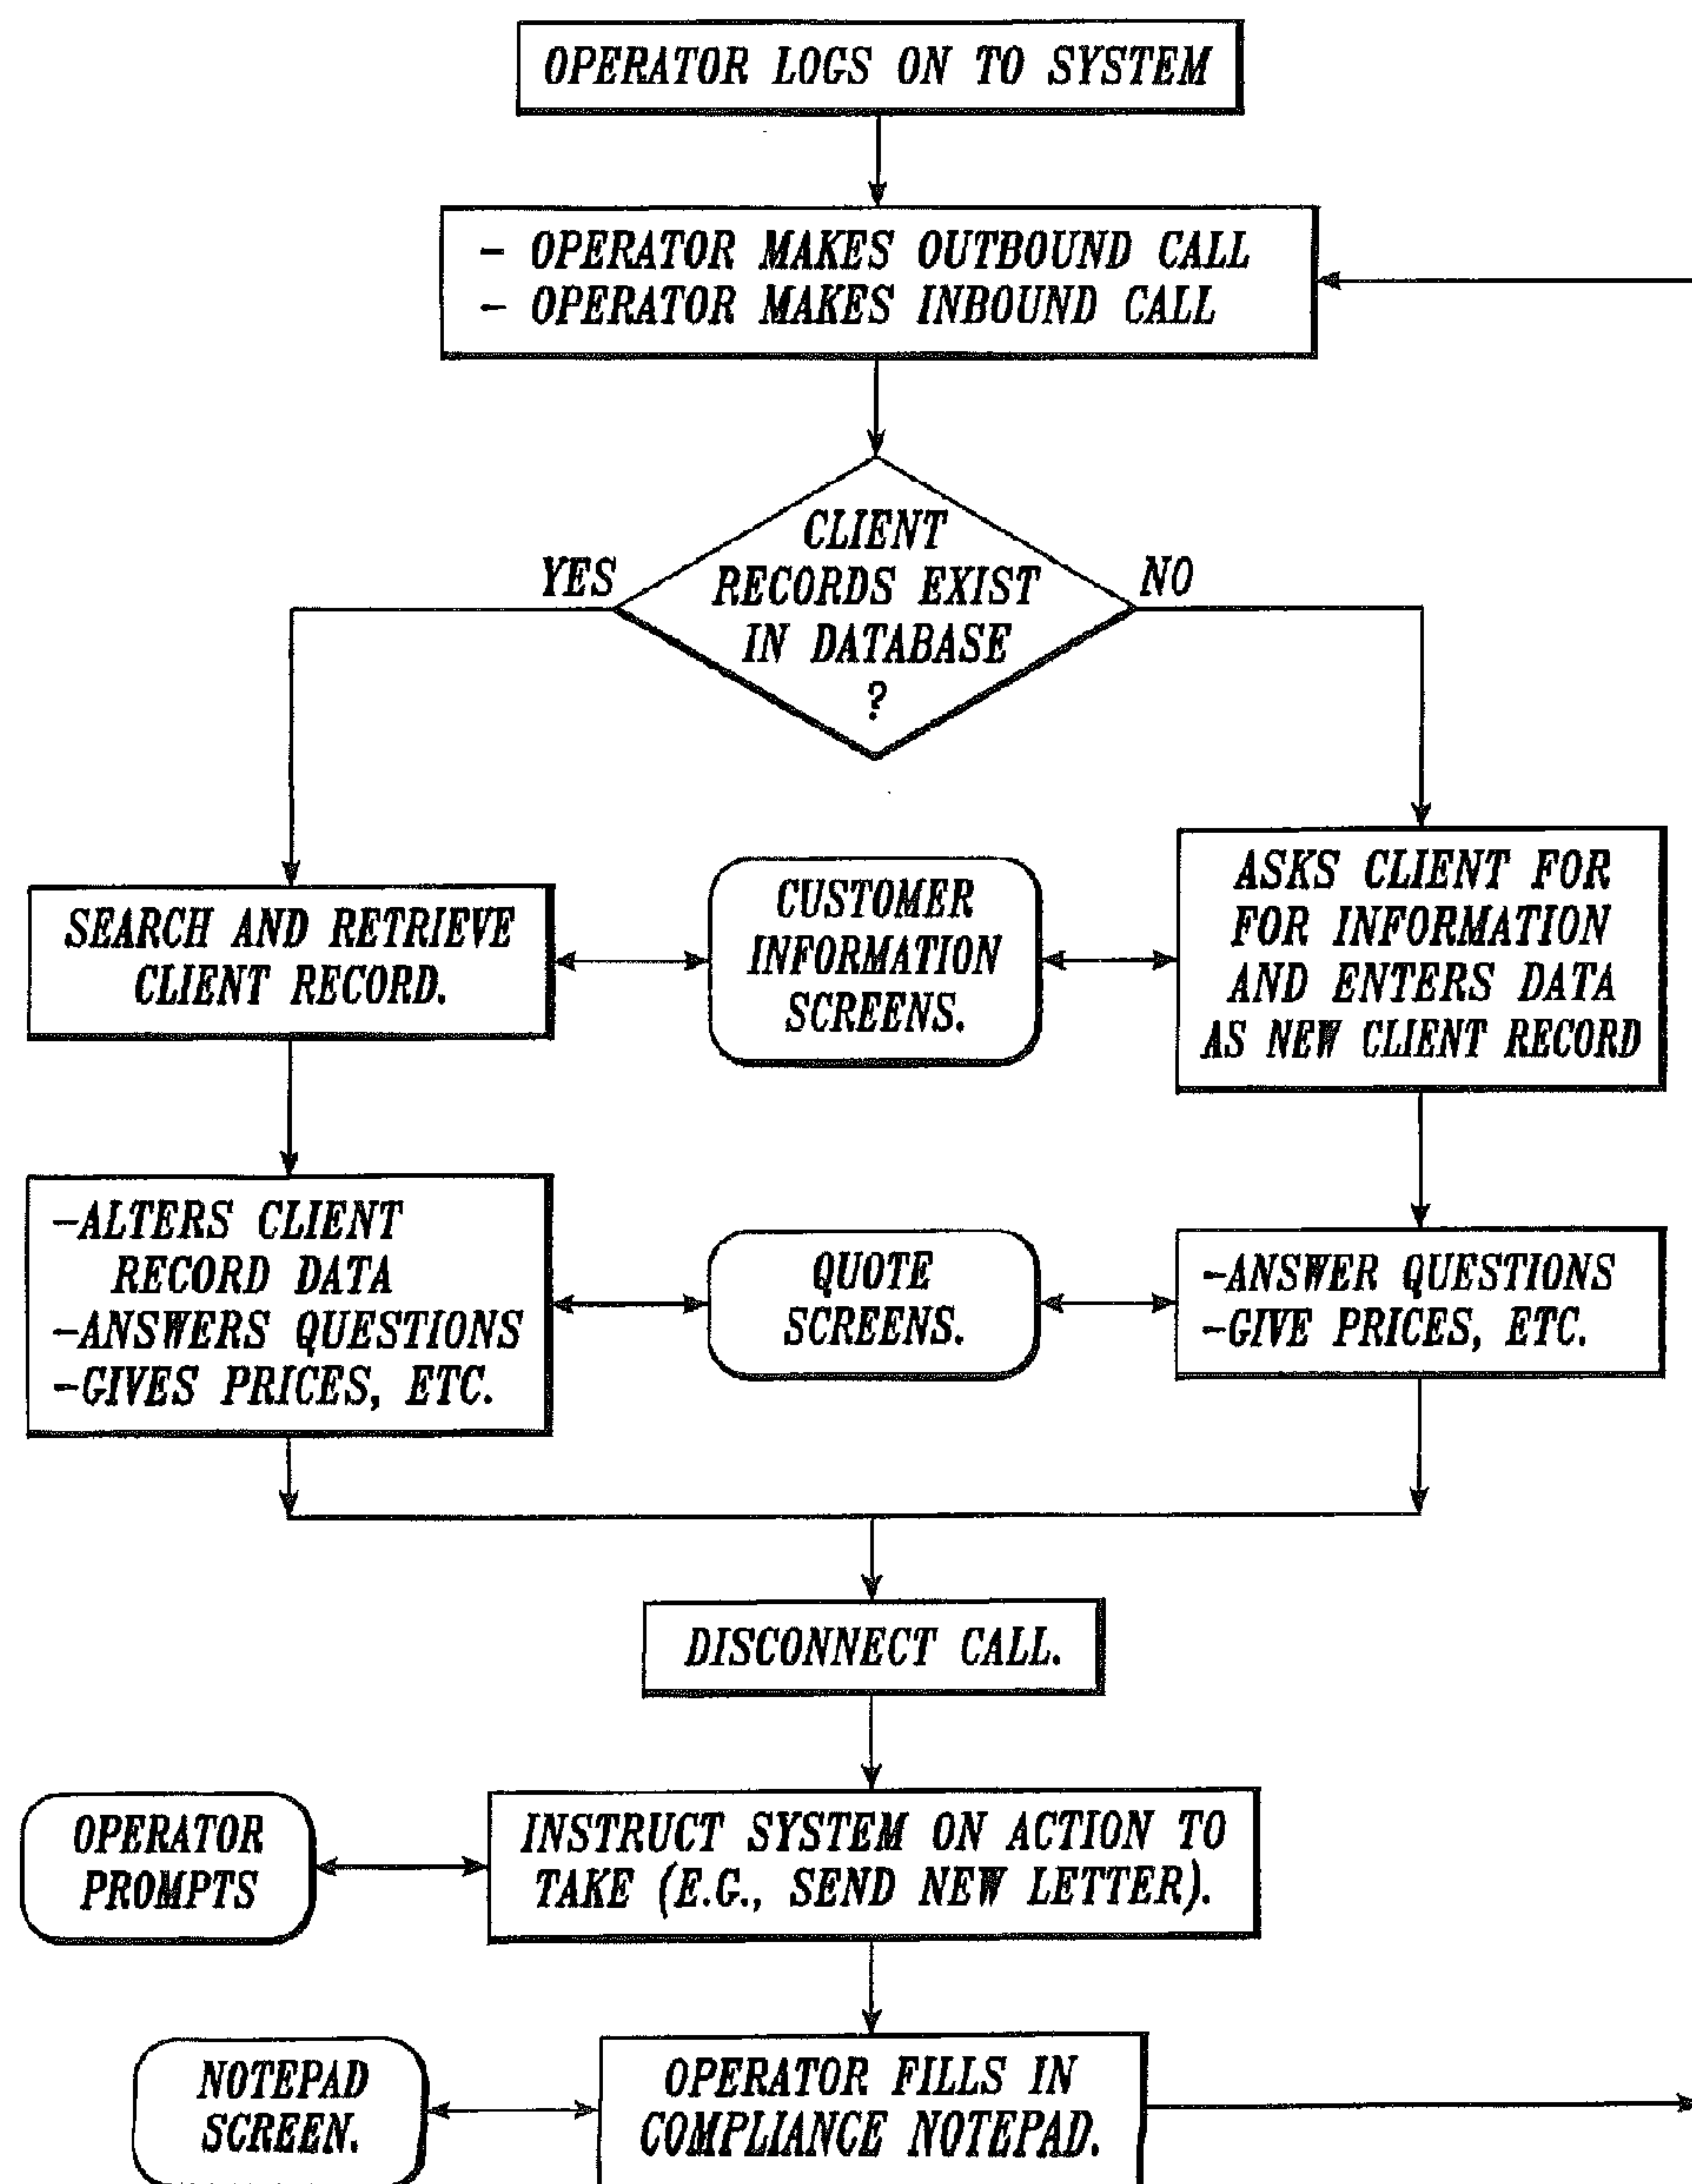 OPERATOR LOGS ON TO SYSTEM
- OPERATOR MAKES OUTBOUND CALL
- OPERATOR MAKES INBOUND CALL
CLIENT
RECORDS EXIST
IN DATABASE
?
YES
NO
SEARCH AND RETRIEVE
CLIENT RECORD.
CUSTOMER
INFORMATION
SCREENS.
ASKS CLIENT FOR
FOR INFORMATION
AND ENTERS DATA
AS NEW CLIENT RECORD
-ALTERS CLIENT
RECORD DATA
-ANSWERS QUESTIONS
-GIVES PRICES, ETC.
QUOTE
SCREENS.
-ANSWER QUESTIONS
-GIVE PRICES, ETC.
DISCONNECT CALL.
OPERATOR
PROMPTS
INSTRUCT SYSTEM ON ACTION TO
TAKE (E.G., SEND NEW LETTER).
NOTEPAD
SCREEN.
OPERATOR FILLS IN
COMPLIANCE NOTEPAD.